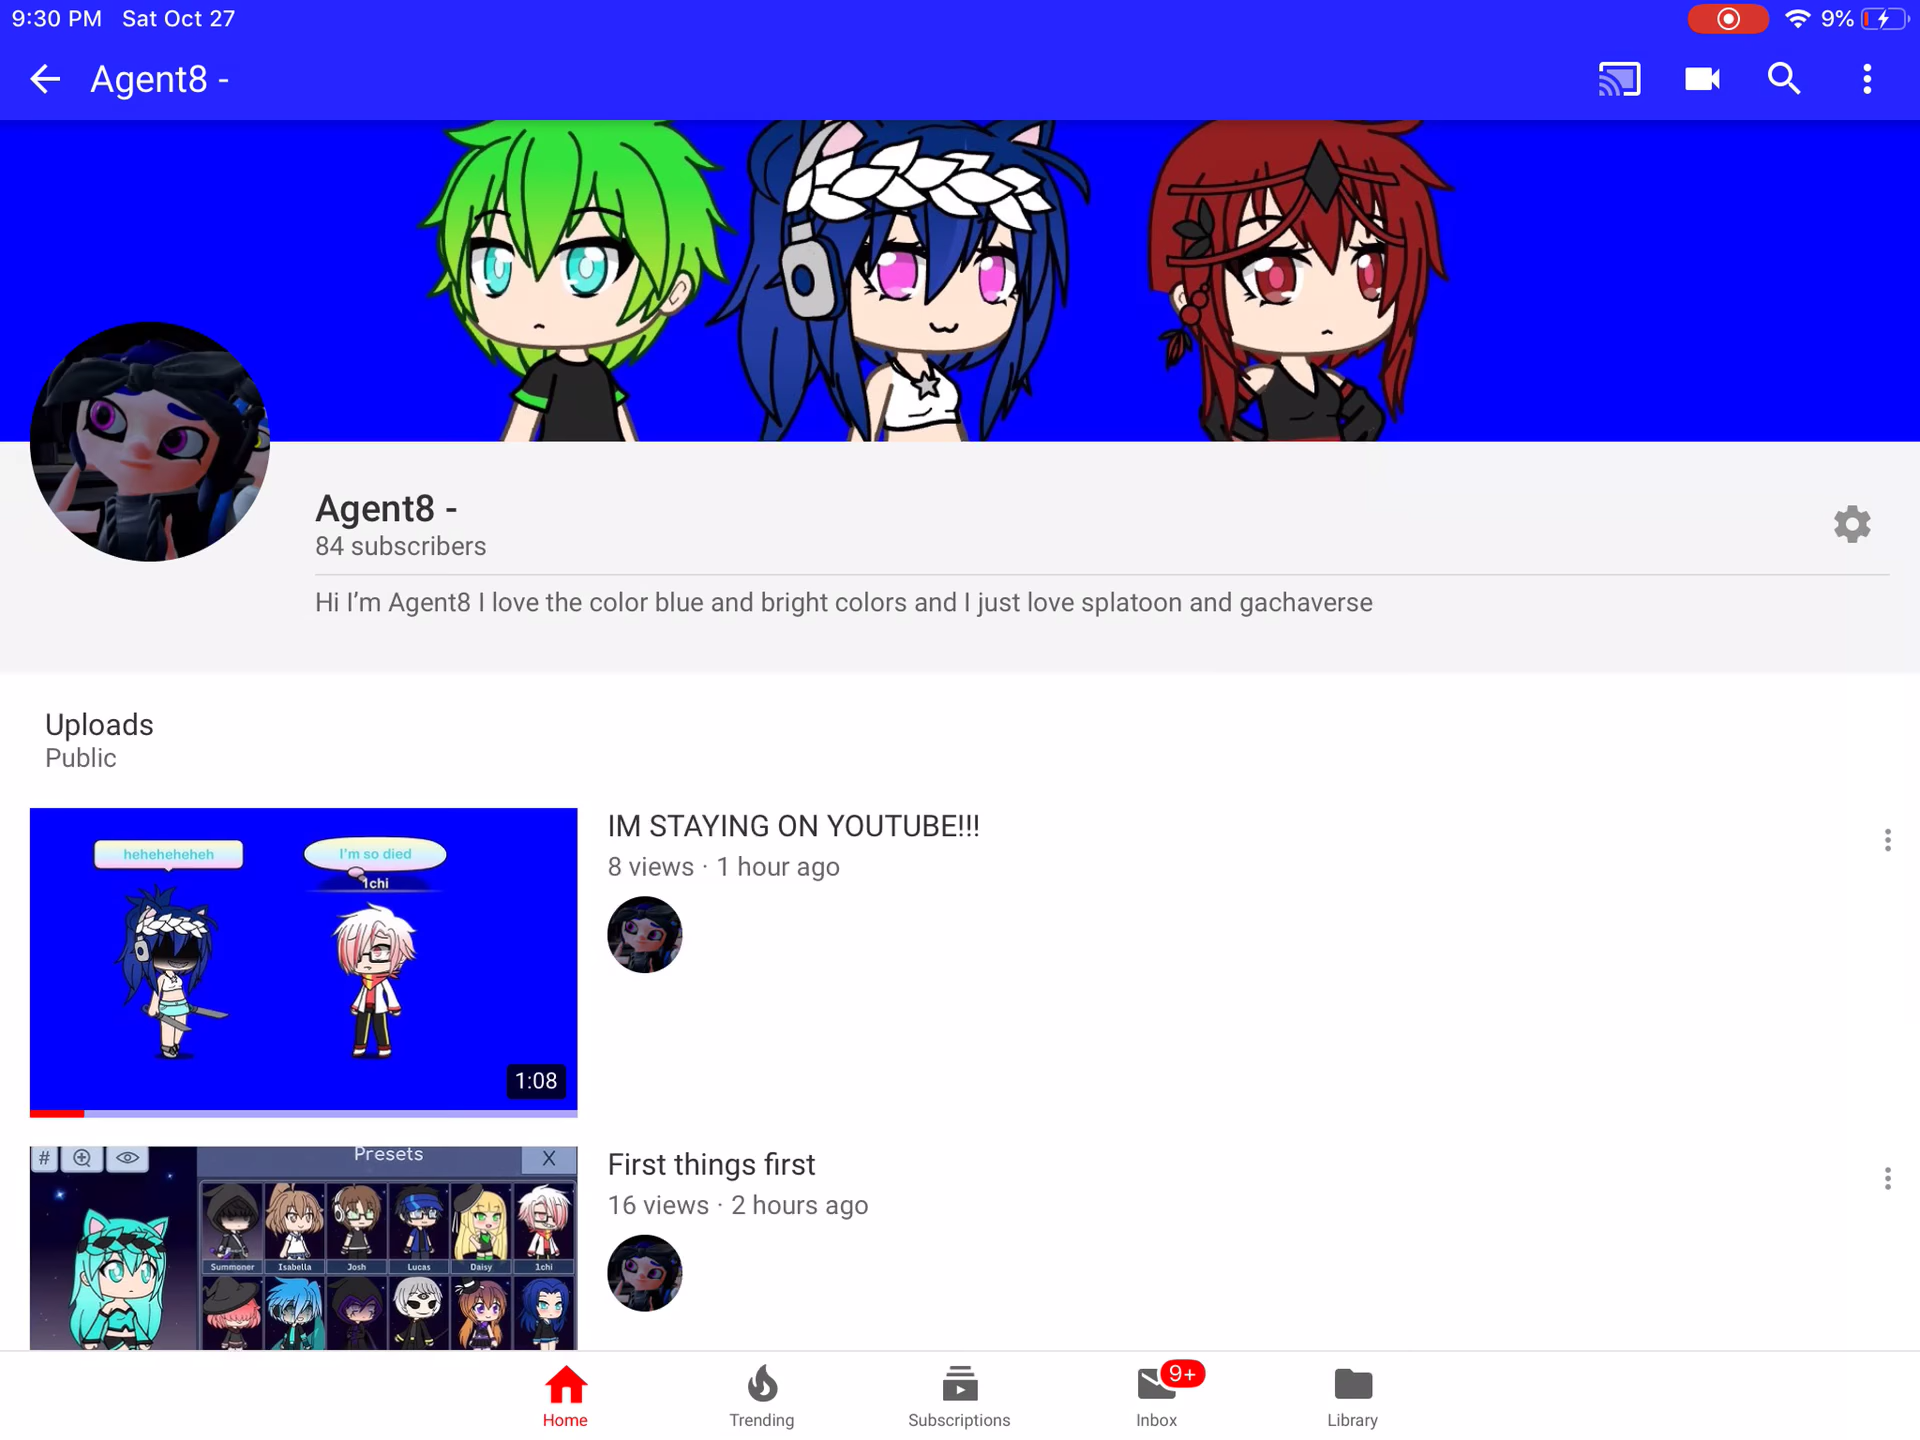 9:30 PM Sat Oct 27 9%
Agent8 -
Agent8 -
84 subscribers
Hi I’m Agent8 I love the color blue and bright colors and I just love splatoon and gachaverse
Uploads
Public
heheheheheh
I'm so died
1chi
1:08
IM STAYING ON YOUTUBE!!!
8 views · 1 hour ago
# Presets X
Summoner Isabella Josh Lucas Daisy 1chi
First things first
16 views · 2 hours ago
9+
Home Trending Subscriptions Inbox Library